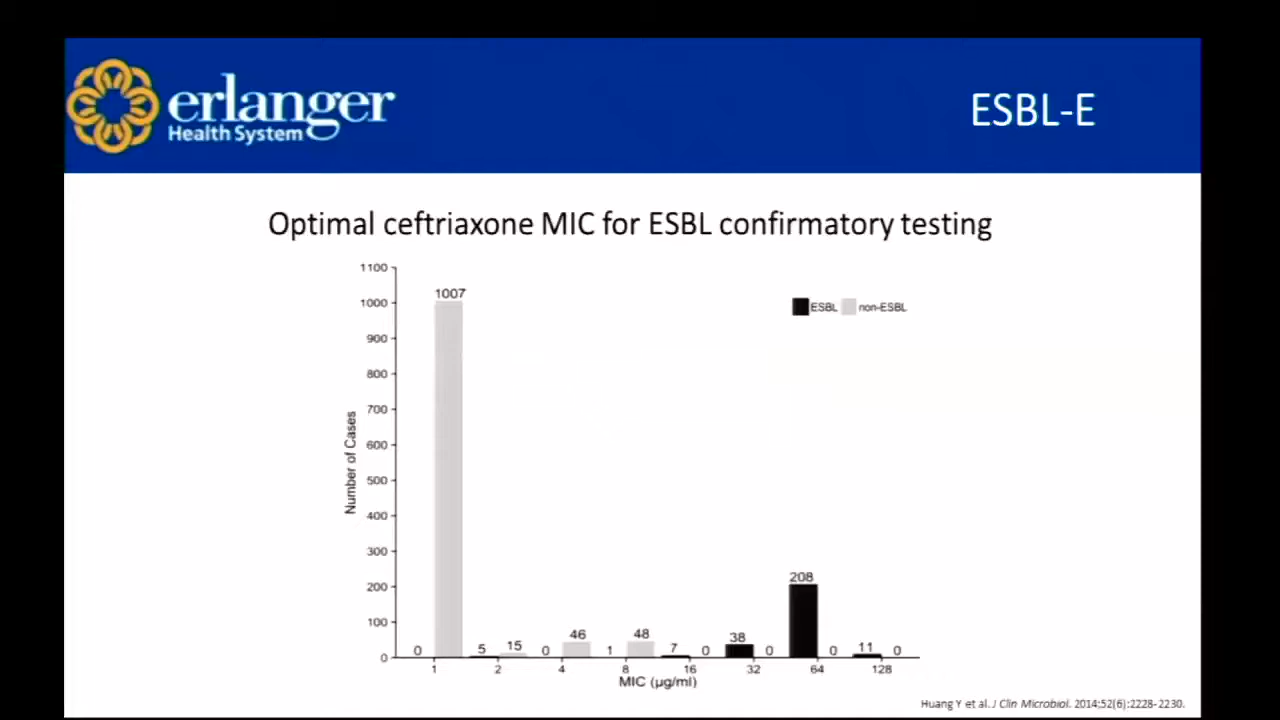 erlanger
Health System
ESBL-E
Optimal ceftriaxone MIC for ESBL confirmatory testing
1100
1000
900
800
700
600
500
400
300
200
100
0
Number of Cases
ESBL non-ESBL
0 1007 5 15 0 46 1 48 7 0 38 0 208 0 11 0
1 2 4 8 16 32 64 128
MIC (µg/ml)
Huang Y et al. J Clin Microbiol. 2014;52(6):2228-2230.